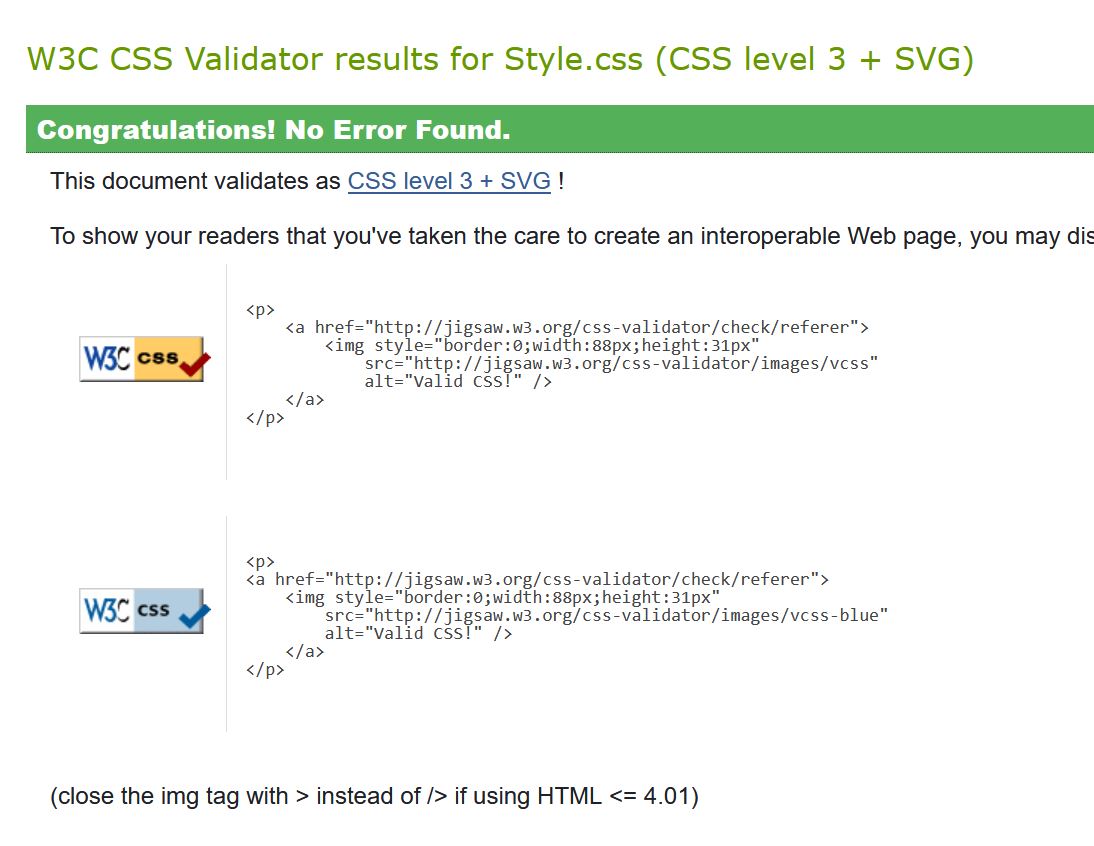 W3C CSS Validator results for Style.css (CSS level 3 + SVG)
Congratulations! No Error Found.
This document validates as CSS level 3 + SVG !
To show your readers that you've taken the care to create an interoperable Web page, you may dis
W3C css
<p>
<a href="http://jigsaw.w3.org/css-validator/check/referer">
<img style="border:0;width:88px;height:31px"
src="http://jigsaw.w3.org/css-validator/images/vcss"
alt="Valid CSS!" />
</a>
</p>
W3C css
<p>
<a href="http://jigsaw.w3.org/css-validator/check/referer">
<img style="border:0;width:88px;height:31px"
src="http://jigsaw.w3.org/css-validator/images/vcss-blue"
alt="Valid CSS!" />
</a>
</p>
(close the img tag with > instead of /> if using HTML <= 4.01)